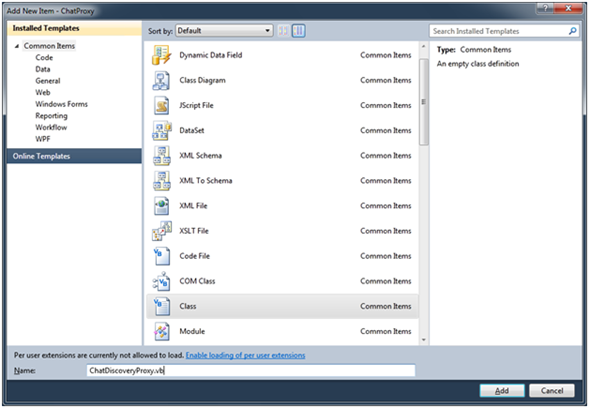 Add New Item - ChatProxy
Installed Templates
Common Items
Code
Data
General
Web
Windows Forms
Reporting
Workflow
WPF
Online Templates
Sort by: Default
Dynamic Data Field Common Items
Class Diagram Common Items
JScript File Common Items
DataSet Common Items
XML Schema Common Items
XML To Schema Common Items
XML File Common Items
XSLT File Common Items
Code File Common Items
COM Class Common Items
Class Common Items
Module Common Items
Search Installed Templates
Type: Common Items
An empty class definition
Per user extensions are currently not allowed to load. Enable loading of per user extensions
Name: ChatDiscoveryProxy.vb
Add Cancel